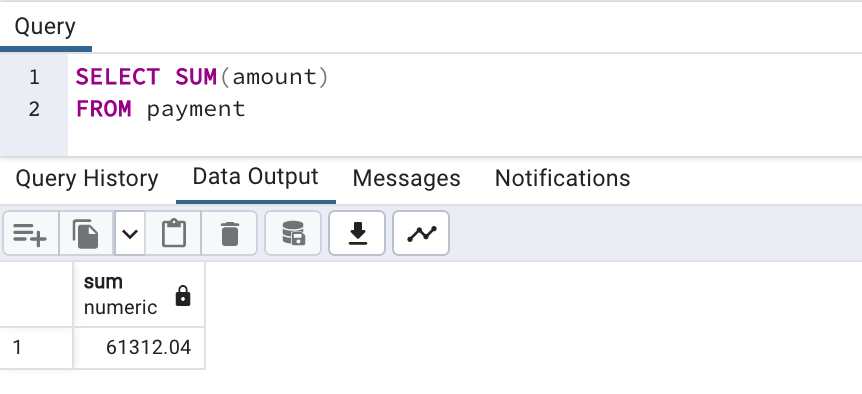 Query
1 SELECT SUM(amount)
2 FROM payment
Query History Data Output Messages Notifications
sum
numeric
1 61312.04